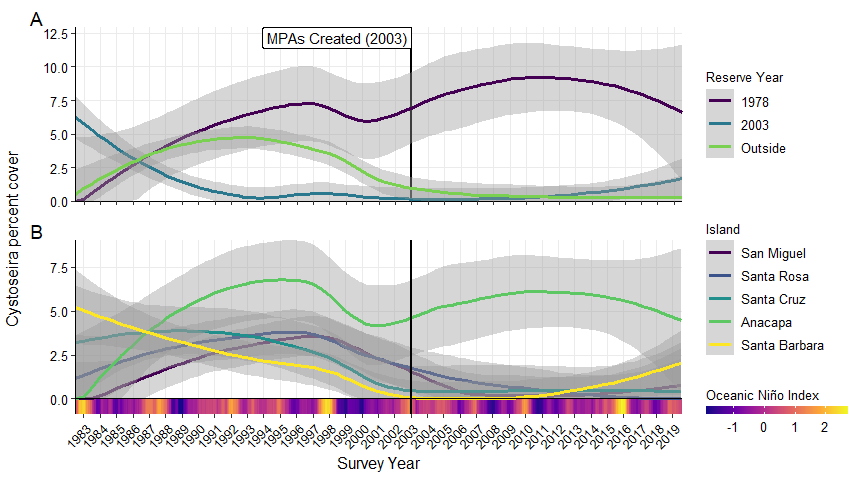 A
MPAs Created (2003)
12.5
10.0
7.5
5.0
2.5
0.0
Reserve Year
1978
2003
Outside
Cystoseira percent cover
B
7.5
5.0
2.5
0.0
Island
San Miguel
Santa Rosa
Santa Cruz
Anacapa
Santa Barbara
1983 1984 1985 1986 1987 1988 1989 1990 1991 1992 1993 1994 1995 1996 1997 1998 1999 2000 2001 2002 2003 2004 2005 2006 2007 2008 2009 2010 2011 2012 2013 2014 2015 2016 2017 2018 2019
Survey Year
Oceanic Niño Index
-1 0 1 2